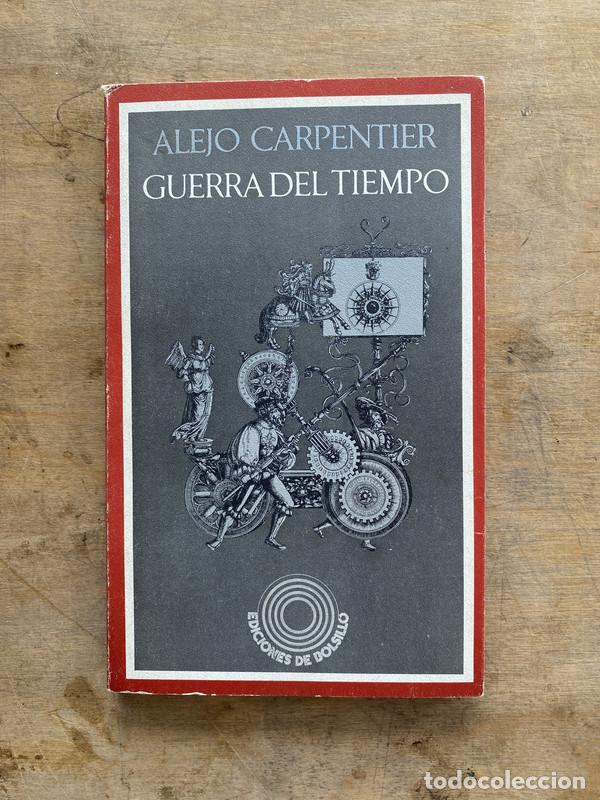 ALEJO CARPENTIER
GUERRA DEL TIEMPO
EDICIONES DE BOLSILLO
todocoleccion